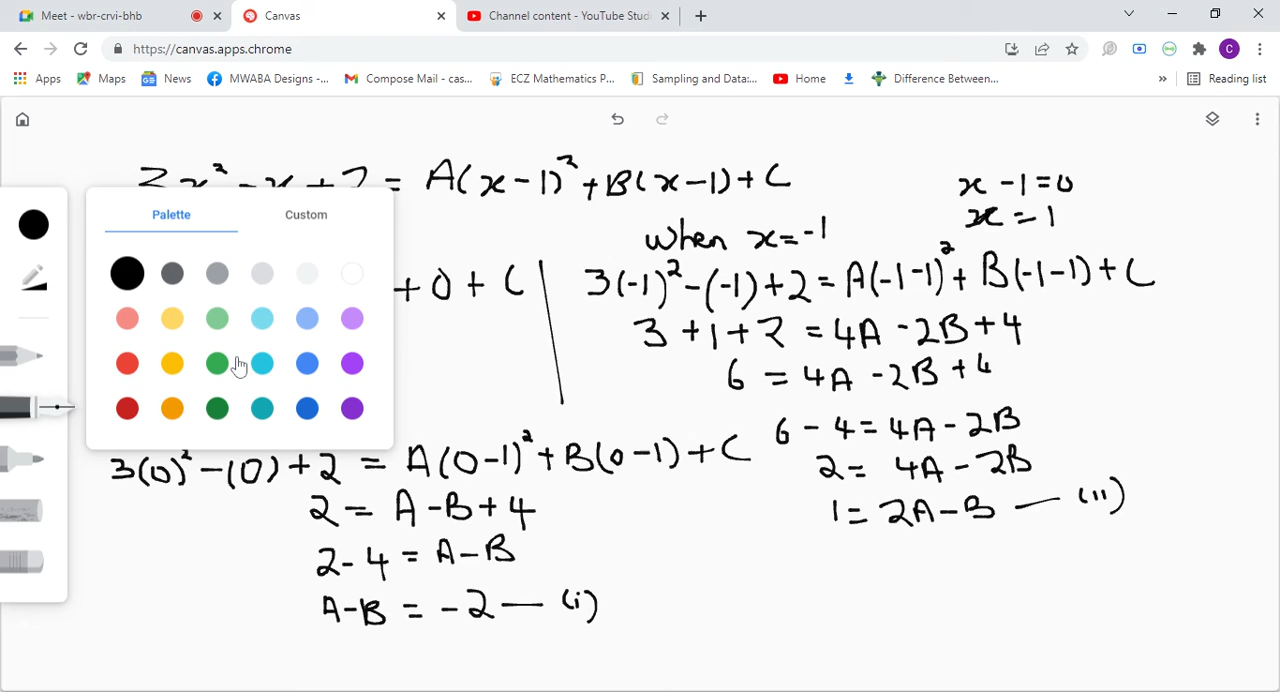 Meet - wbr-crvi-bhb
Canvas
Channel content - YouTube Stud
https://canvas.apps.chrome
Apps
Maps
News
MWABA Designs -...
Compose Mail - cas...
ECZ Mathematics P...
Sampling and Data:...
Home
Difference Between...
»
Reading list
C
3x² - x + 2 = A(x-1)² + B(x-1) + C
x - 1 = 0
x = 1
Palette
Custom
+ 0 + C
when x = -1
3(-1)² - (-1) + 2 = A(-1-1)² + B(-1-1) + C
3 + 1 + 2 = 4A - 2B + 4
6 = 4A - 2B + 4
6 - 4 = 4A - 2B
2 = 4A - 2B
1 = 2A - B — (ii)
3(0)² - (0) + 2 = A(0-1)² + B(0-1) + C
2 = A - B + 4
2 - 4 = A - B
A - B = -2 — (i)